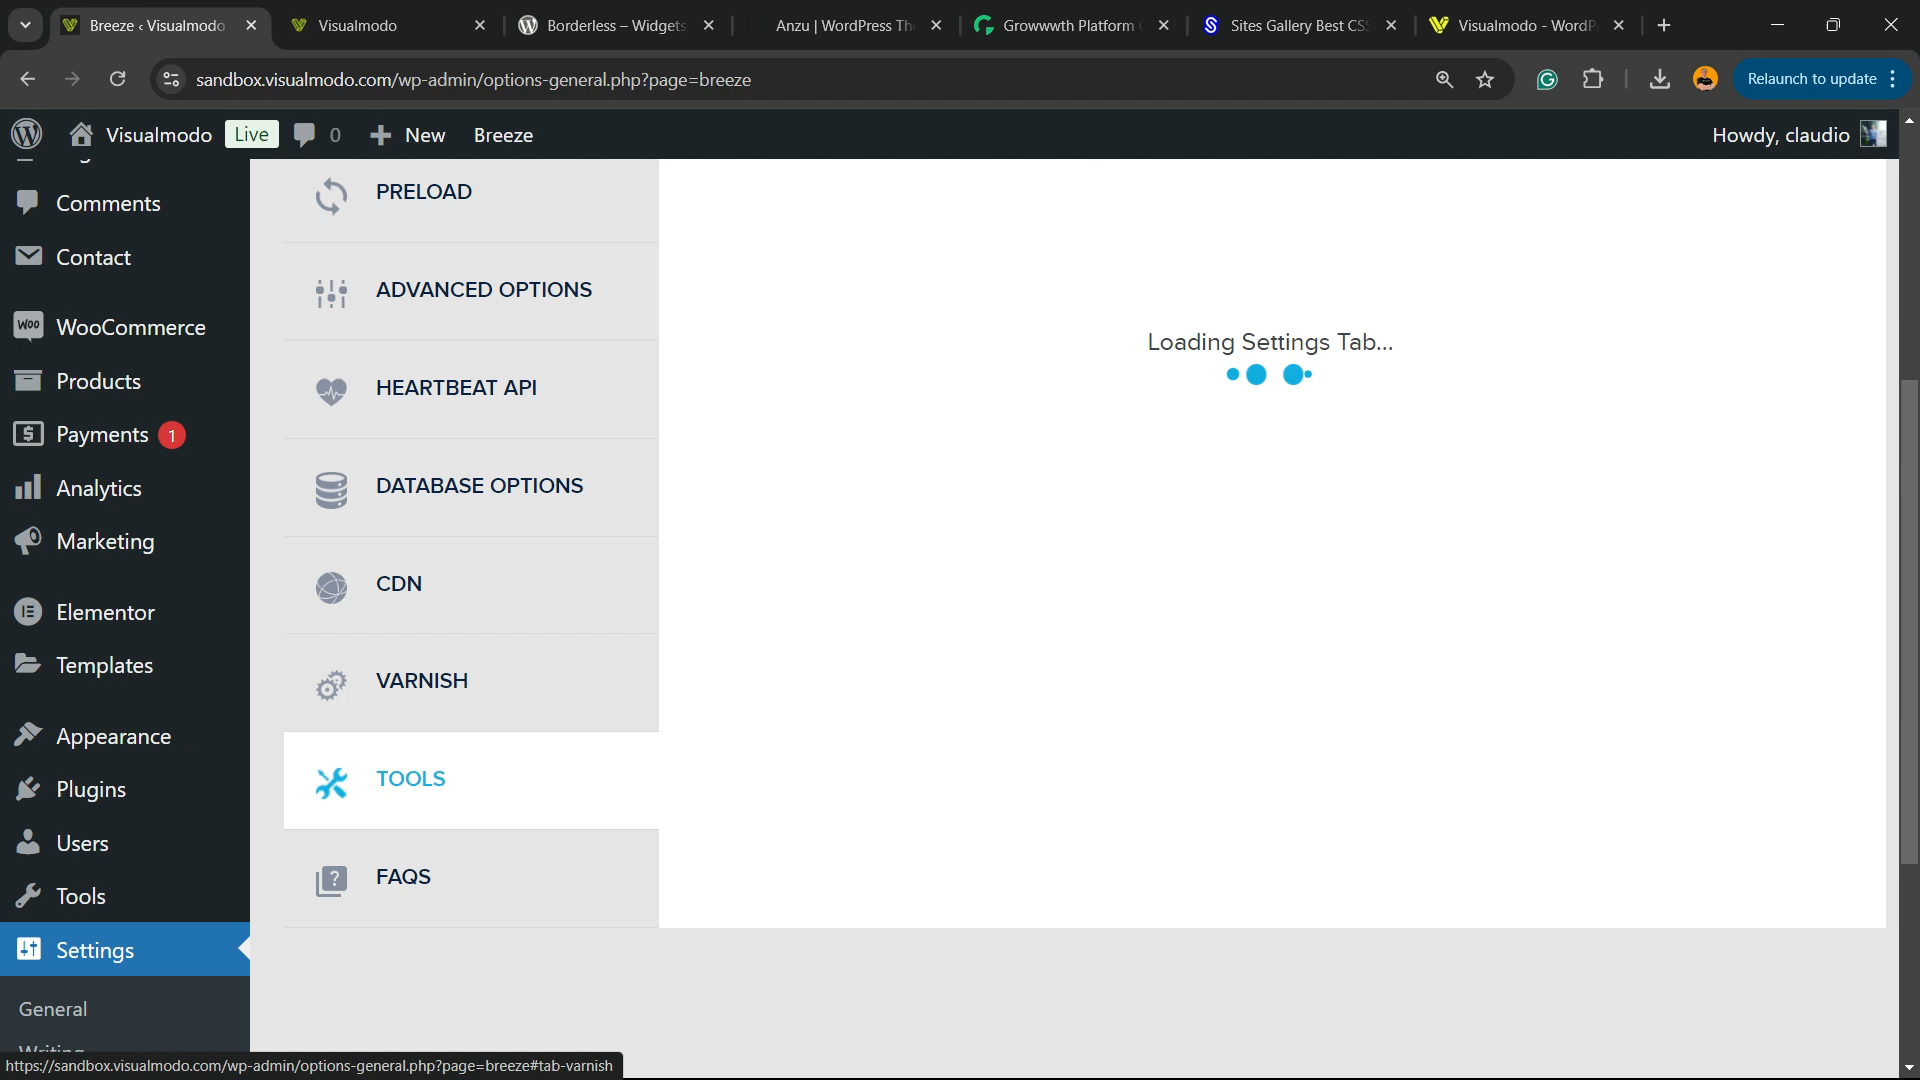 Breeze ‹ Visualmodo
Visualmodo
Borderless – Widgets
Anzu | WordPress Th
Growwwth Platform
Sites Gallery Best CSS
Visualmodo - WordP
sandbox.visualmodo.com/wp-admin/options-general.php?page=breeze
Relaunch to update
Visualmodo
Live
0
New
Breeze
Howdy, claudio
Comments
Contact
Woo WooCommerce
Products
Payments 1
Analytics
Marketing
Elementor
Templates
Appearance
Plugins
Users
Tools
Settings
General
PRELOAD
ADVANCED OPTIONS
HEARTBEAT API
DATABASE OPTIONS
CDN
VARNISH
TOOLS
FAQS
Loading Settings Tab...
https://sandbox.visualmodo.com/wp-admin/options-general.php?page=breeze#tab-varnish